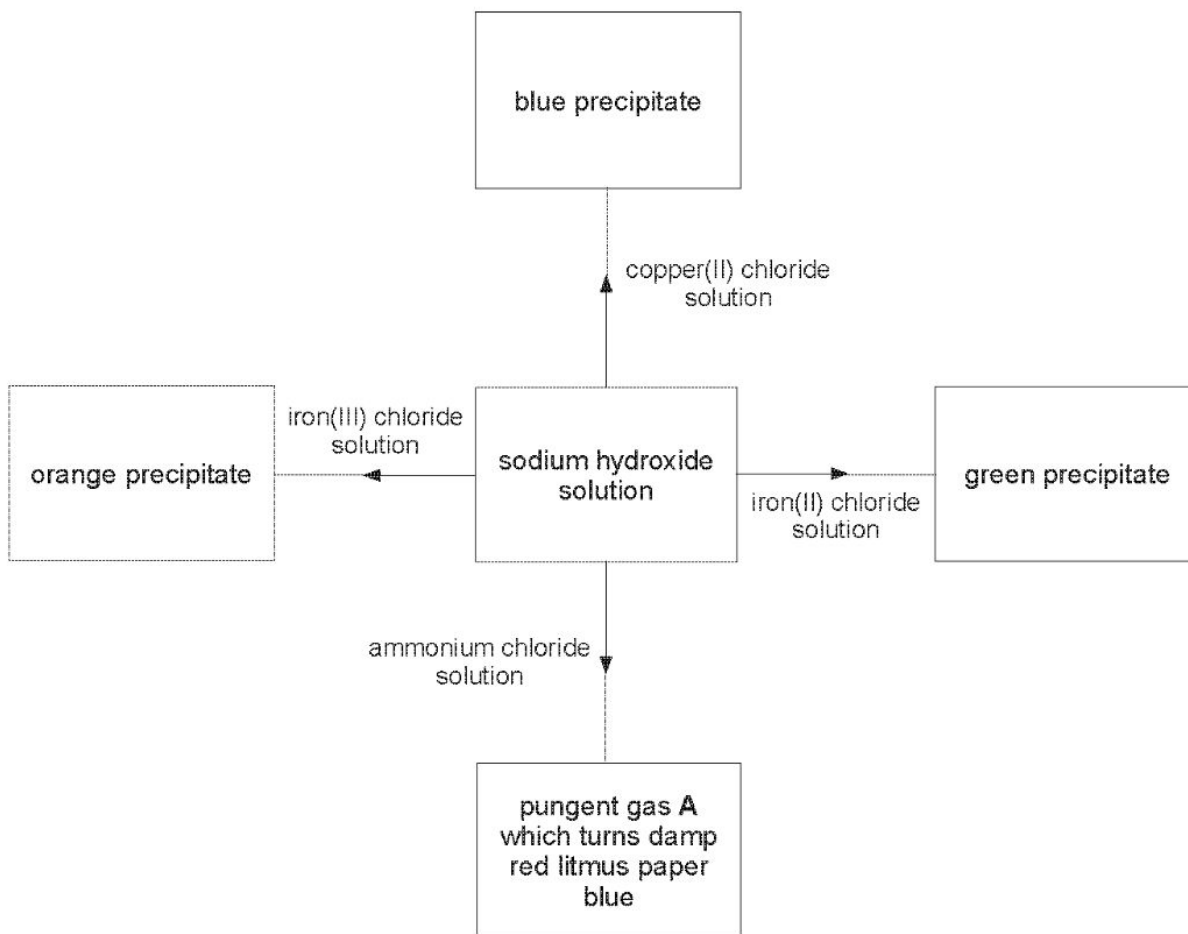 blue precipitate
copper(II) chloride
solution
iron(III) chloride
solution
orange precipitate
sodium hydroxide
solution
iron(II) chloride
solution
green precipitate
ammonium chloride
solution
pungent gas A
which turns damp
red litmus paper
blue